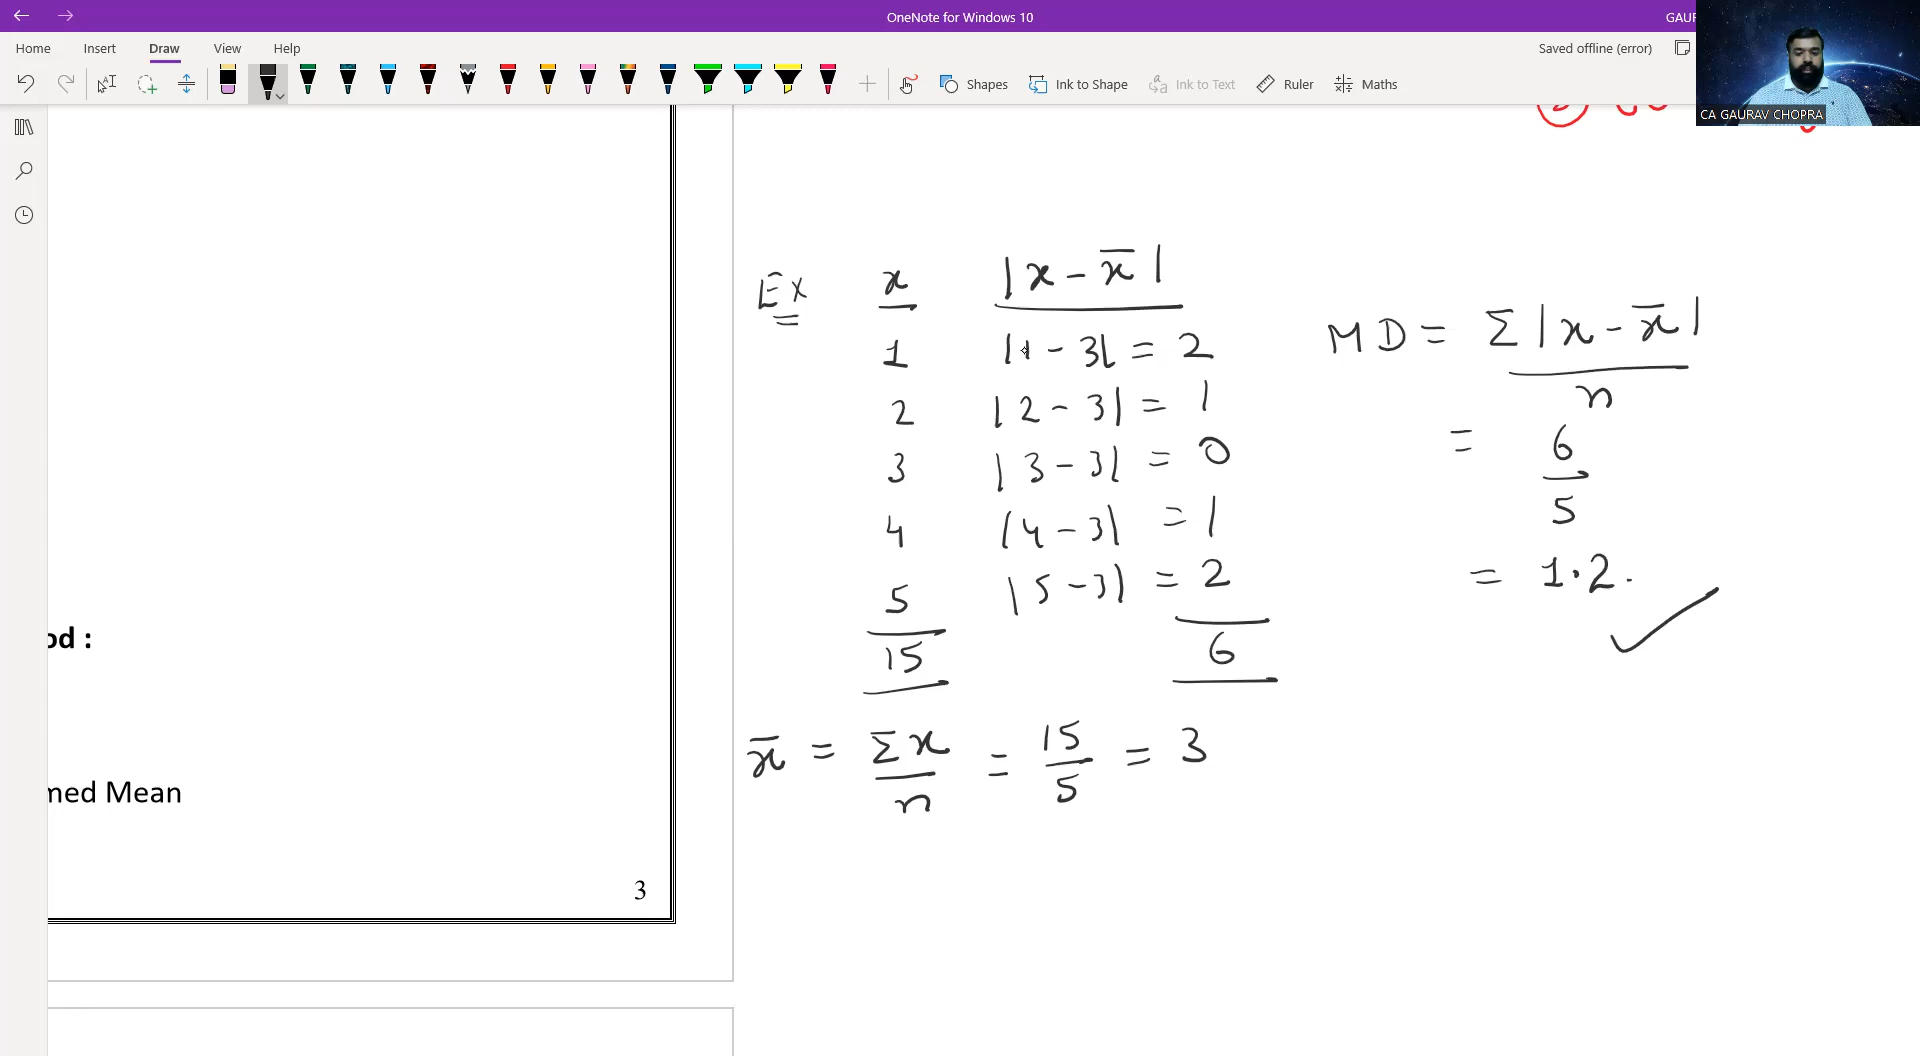 OneNote for Windows 10
GAUR
Home Insert Draw View Help
Saved offline (error)
Shapes Ink to Shape Ink to Text Ruler Maths
CA GAURAV CHOPRA
Ex x |x - x̄|
1 |1 - 3| = 2
2 |2 - 3| = 1
3 |3 - 3| = 0
4 |4 - 3| = 1
5 |5 - 3| = 2
15 6
x̄ = Σx / n = 15 / 5 = 3
MD = Σ|x - x̄| / n
= 6 / 5
= 1.2.
od :
med Mean
3